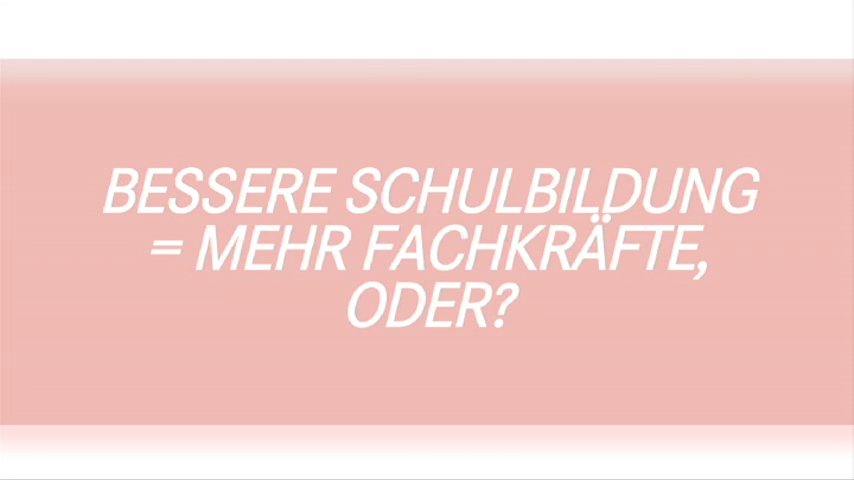 BESSERE SCHULBILDUNG
= MEHR FACHKRÄFTE,
ODER?